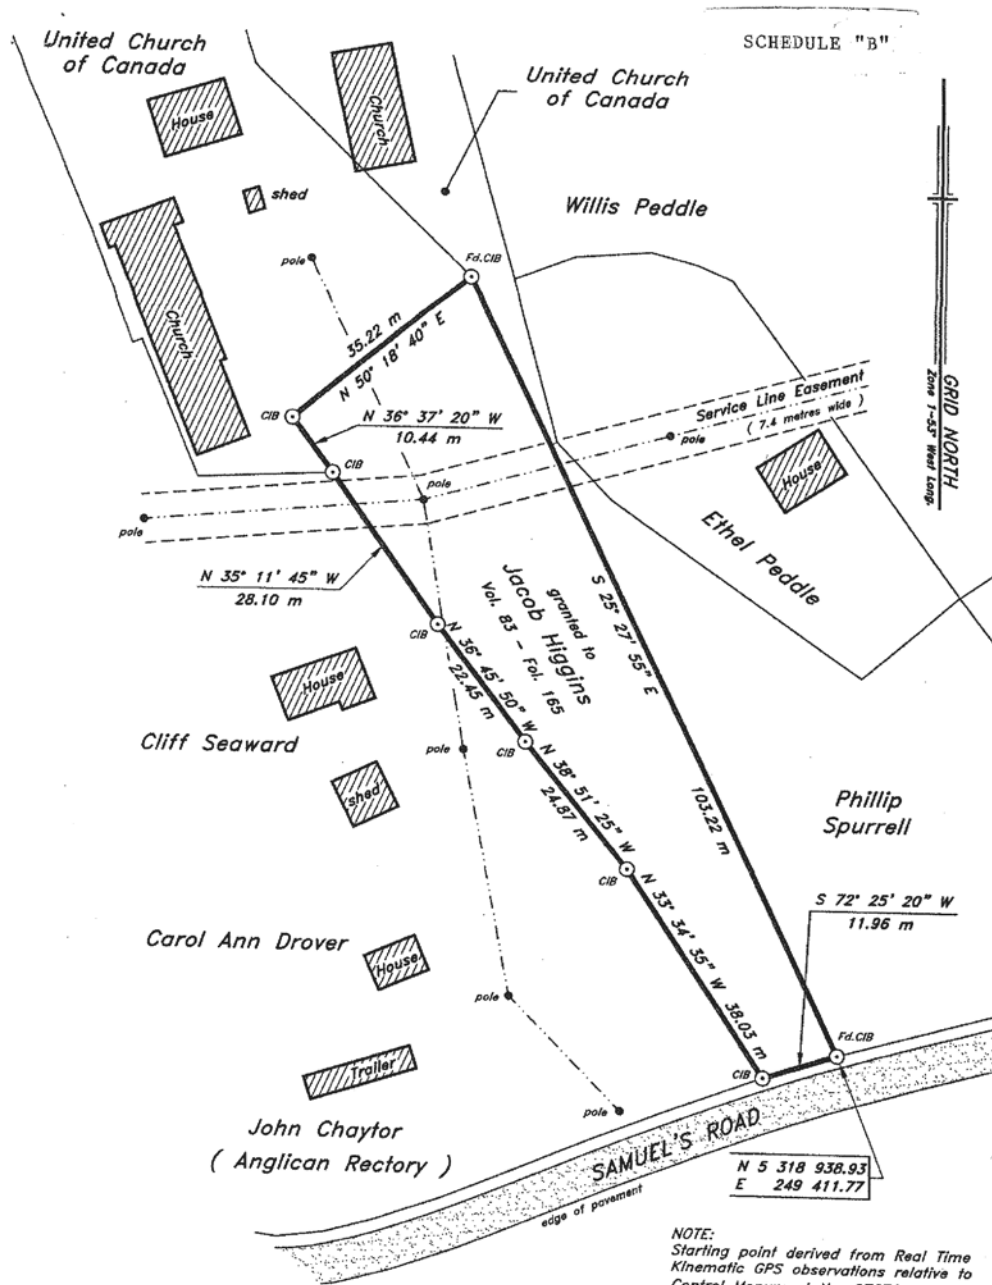 SCHEDULE "B"
United Church
of Canada
House
Church
United Church
of Canada
shed
Willis Peddle
pole
Fd.CIB
Church
35.22 m
N 50° 18' 40" E
GRID NORTH
Zone 1-53° West Long.
CIB
N 36° 37' 20" W
10.44 m
Service Line Easement
( 7.4 metres wide )
pole
CIB
House
pole
pole
Ethel Peddle
N 35° 11' 45" W
28.10 m
granted to
Jacob Higgins
Vol. 83 - Fol. 165
S 25° 27' 55" E
103.22 m
CIB
N 36° 45' 50" W
22.45 m
House
Cliff Seaward
pole
CIB
N 38° 51' 25" W
24.87 m
shed
Phillip
Spurrell
CIB
N 33° 34' 35" W 38.03 m
S 72° 25' 20" W
11.96 m
Carol Ann Drover
House
pole
Fd.CIB
Trailer
CIB
pole
John Chaytor
( Anglican Rectory )
SAMUEL'S ROAD
edge of pavement
N 5 318 938.93
E 249 411.77
NOTE:
Starting point derived from Real Time
Kinematic GPS observations relative to